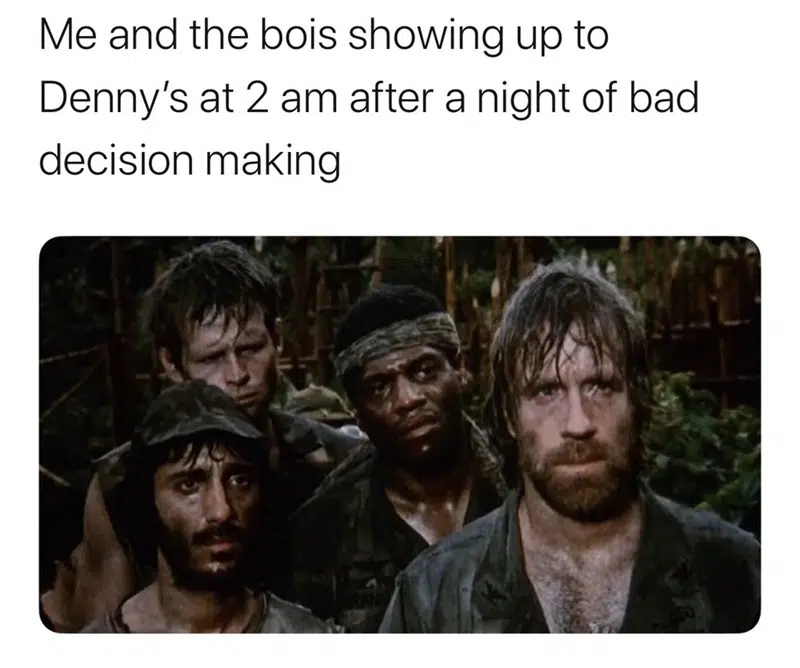 Me and the bois showing up to
Denny’s at 2 am after a night of bad
decision making